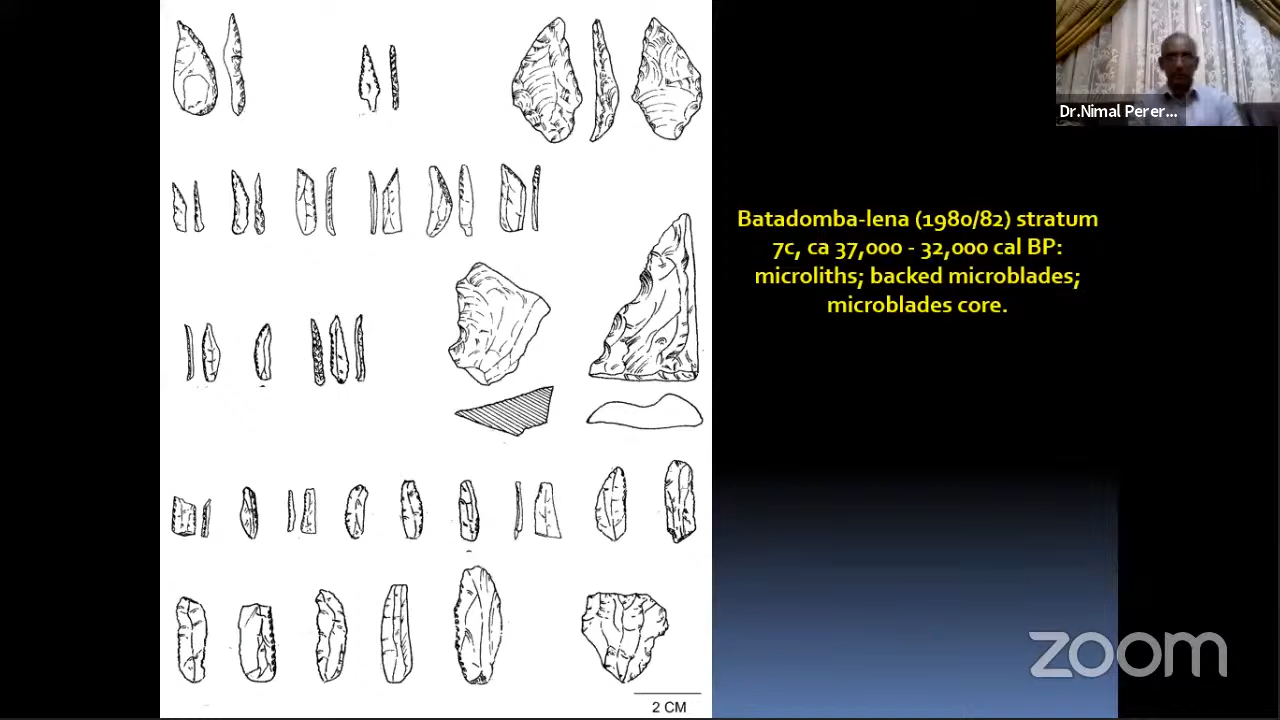 Dr.Nimal Perer...
Batadomba-lena (1980/82) stratum
7c, ca 37,000 - 32,000 cal BP:
microliths; backed microblades;
microblades core.
zoom
2 CM